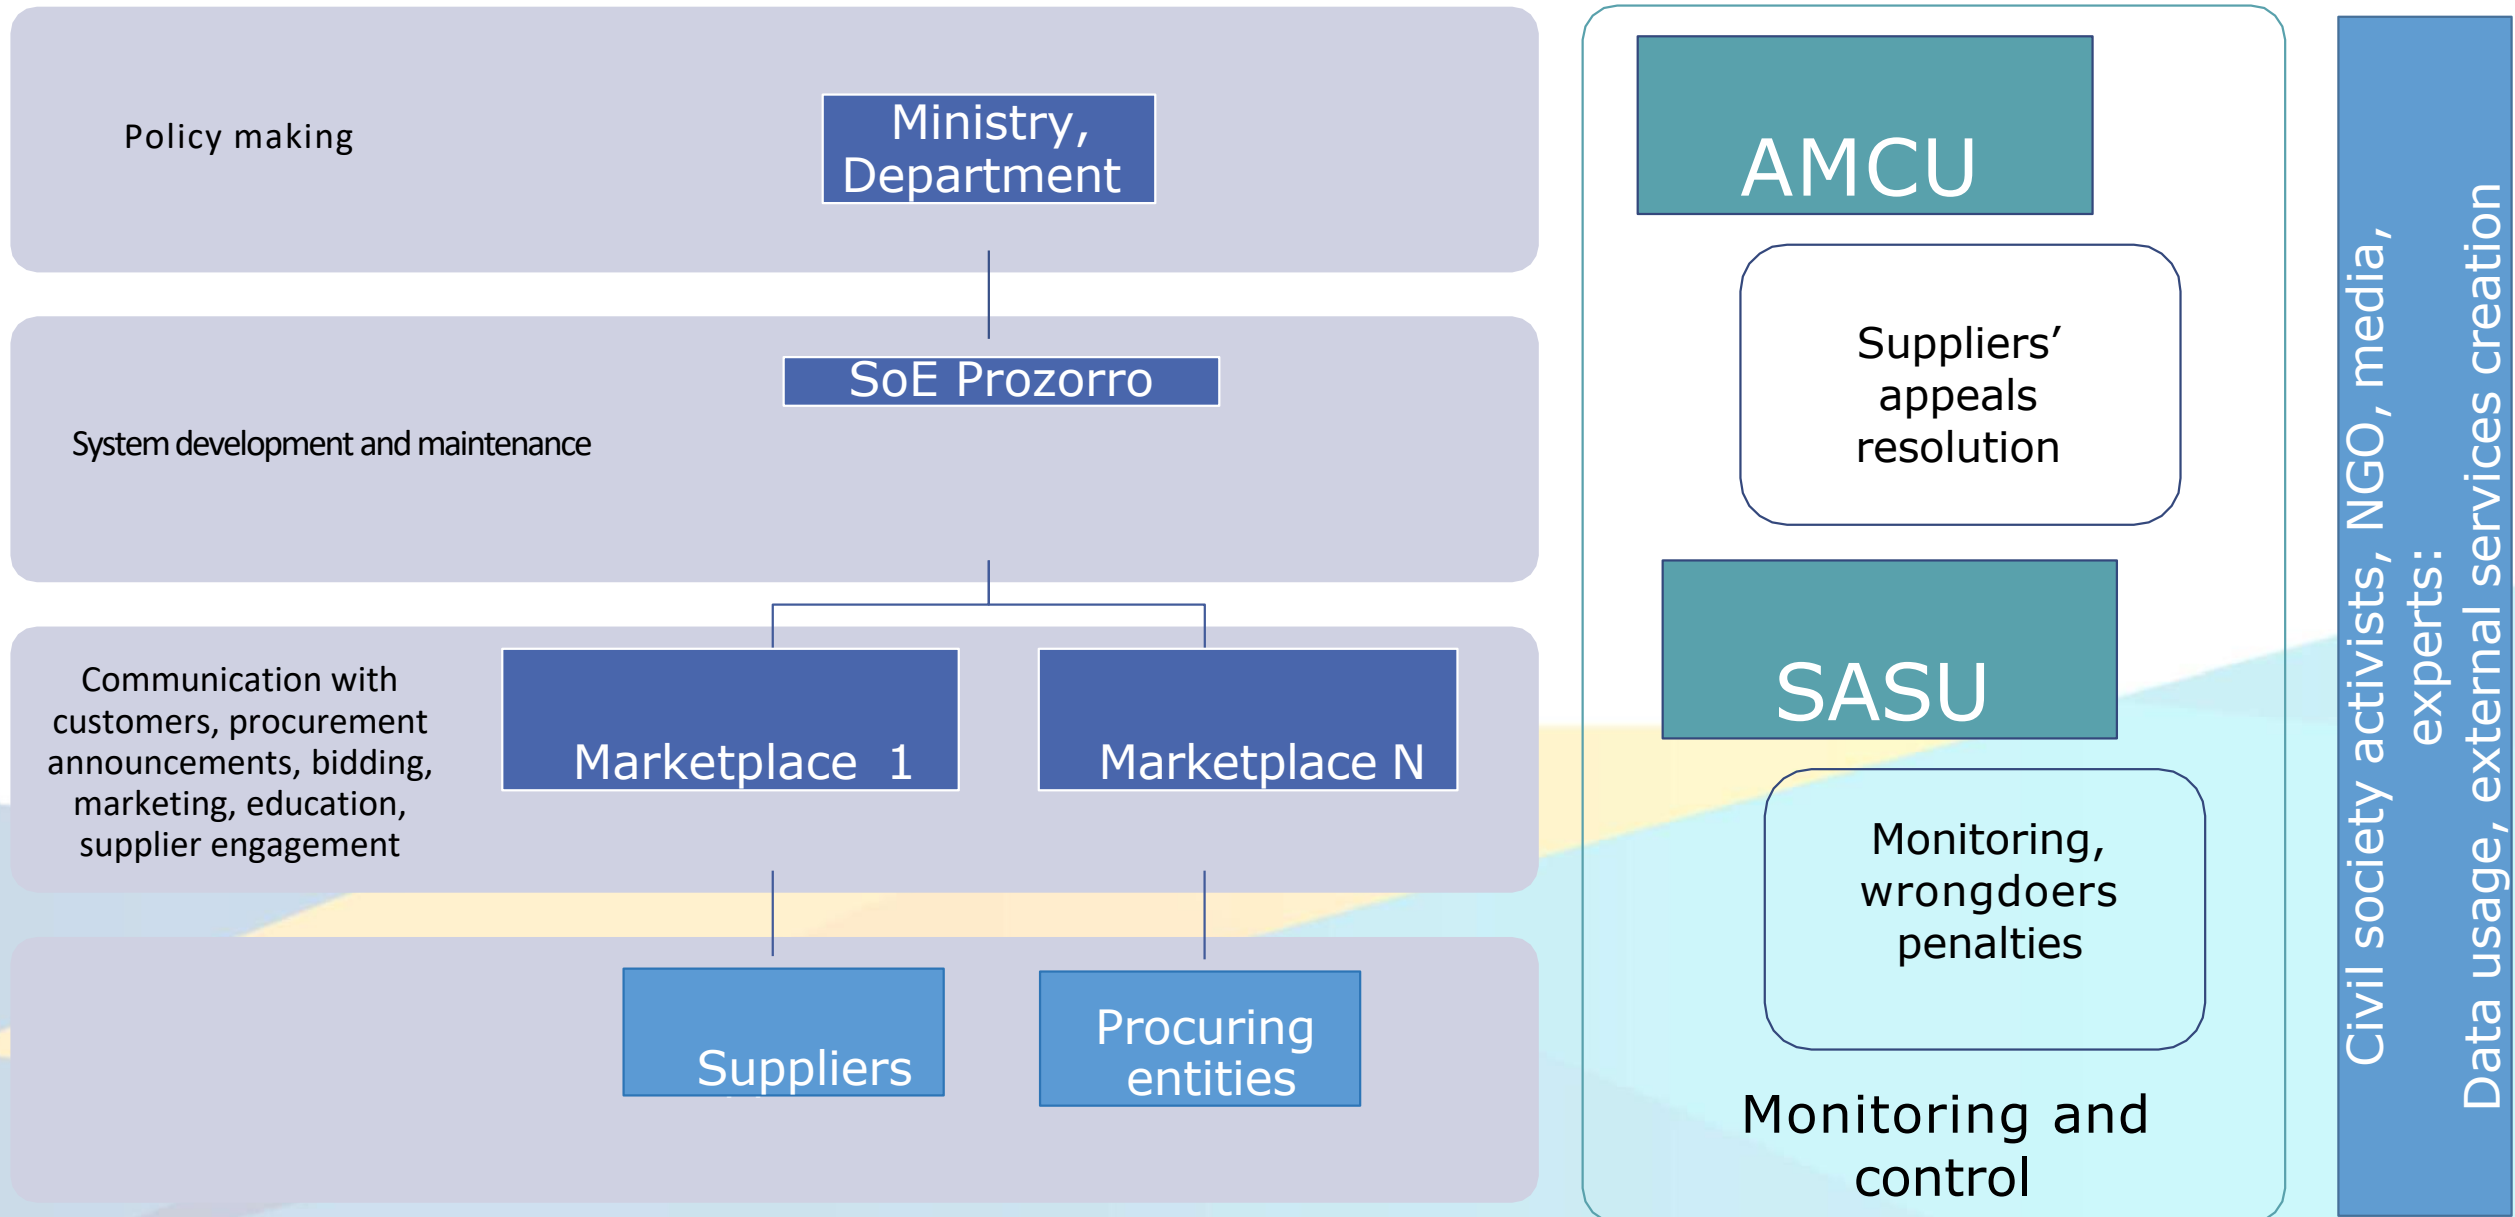 Policy making
Ministry,
Department
SoE Prozorro
System development and maintenance
Communication with
customers, procurement
announcements, bidding,
marketing, education,
supplier engagement
Marketplace 1
Marketplace N
Suppliers
Procuring
entities
AMCU
Suppliers’
appeals
resolution
SASU
Monitoring,
wrongdoers
penalties
Monitoring and
control
Civil society activists, NGO, media,
experts:
Data usage, external services creation